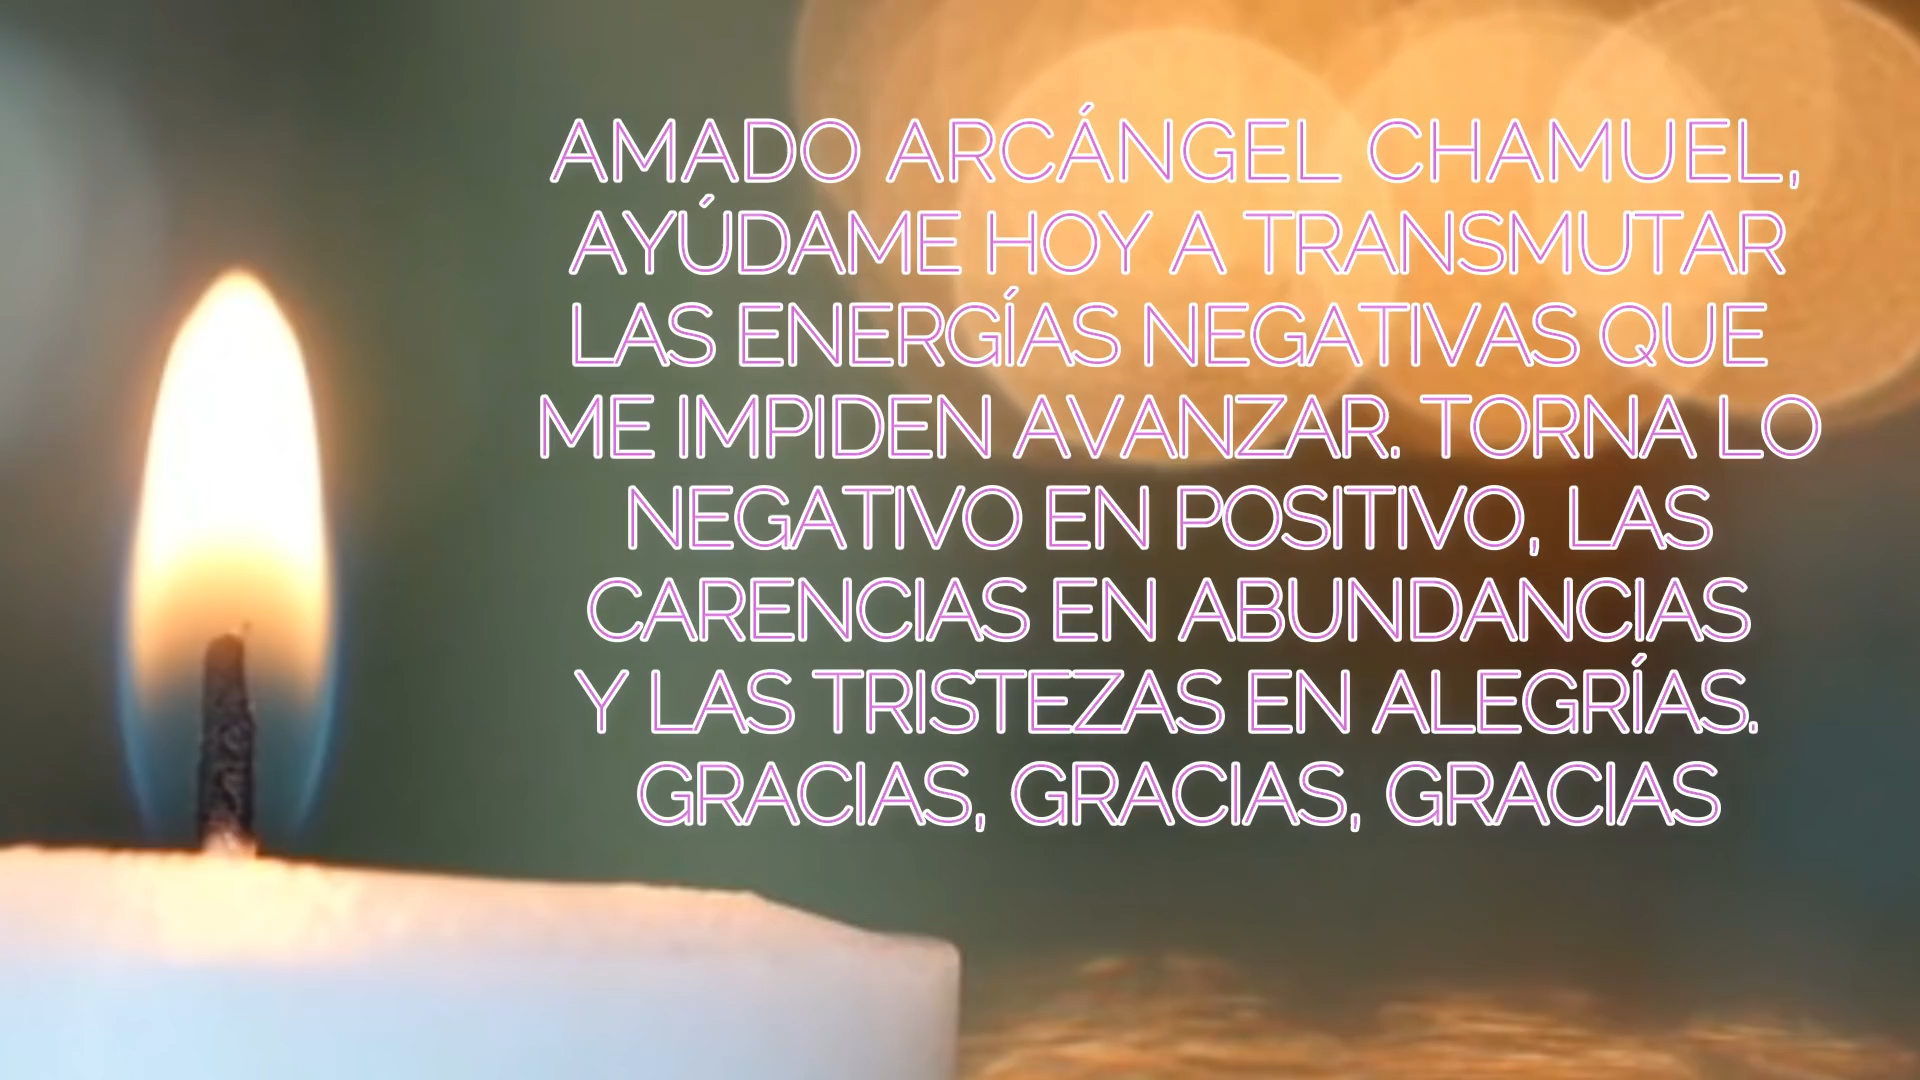 AMADO ARCÁNGEL CHAMUEL,
AYÚDAME HOY A TRANSMUTAR
LAS ENERGÍAS NEGATIVAS QUE
ME IMPIDEN AVANZAR. TORNA LO
NEGATIVO EN POSITIVO, LAS
CARENCIAS EN ABUNDANCIAS
Y LAS TRISTEZAS EN ALEGRÍAS.
GRACIAS, GRACIAS, GRACIAS